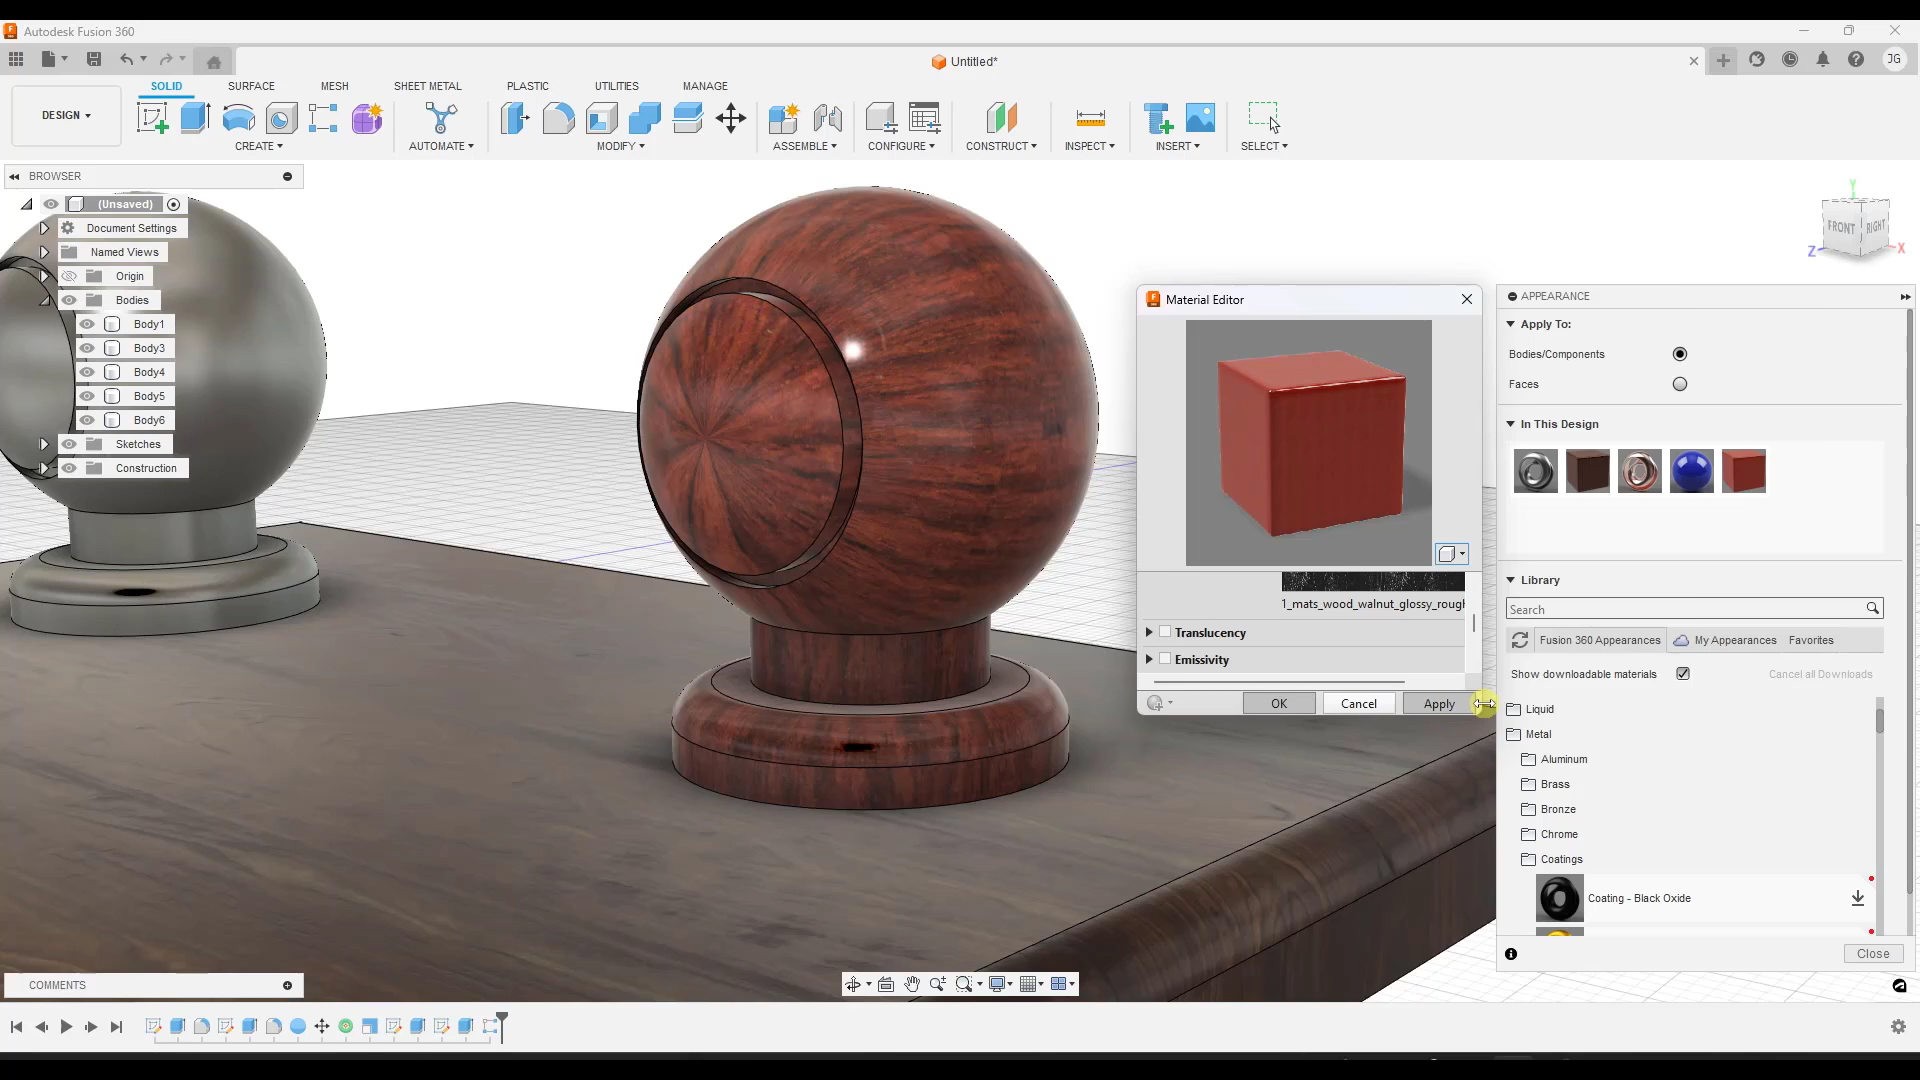 Autodesk Fusion 360
Untitled*
JG
DESIGN
SOLID
SURFACE
MESH
SHEET METAL
PLASTIC
UTILITIES
MANAGE
CREATE
AUTOMATE
MODIFY
ASSEMBLE
CONFIGURE
CONSTRUCT
INSPECT
INSERT
SELECT
BROWSER
(Unsaved)
Document Settings
Named Views
Origin
Bodies
Body1
Body3
Body4
Body5
Body6
Sketches
Construction
Y
FRONT
RIGHT
Z
X
Material Editor
1_mats_wood_walnut_glossy_rough
Translucency
Emissivity
OK
Cancel
Apply
APPEARANCE
Apply To:
Bodies/Components
Faces
In This Design
Library
Search
Fusion 360 Appearances
My Appearances
Favorites
Show downloadable materials
Cancel all Downloads
Liquid
Metal
Aluminum
Brass
Bronze
Chrome
Coatings
Coating - Black Oxide
Close
COMMENTS